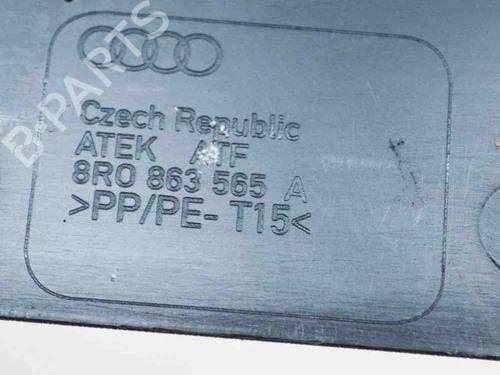 B-PARTS
Czech Republic
ATEK ATF
8R0 863 565 A
>PP/PE- T15<